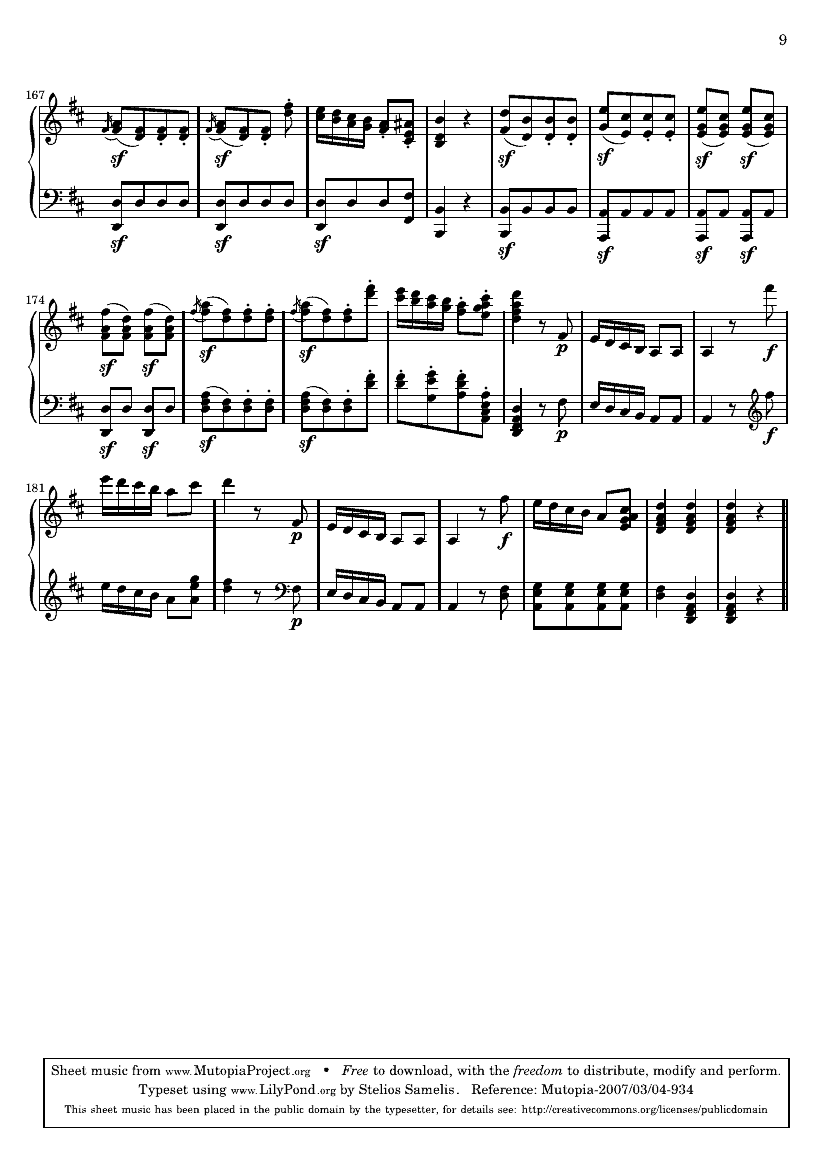 9
167
sf sf sf sf sf sf
sf sf sf sf sf sf sf
174
sf sf sf sf p f
sf sf sf sf p f
181
p f
p
Sheet music from www.MutopiaProject.org • Free to download, with the freedom to distribute, modify and perform.
Typeset using www.LilyPond.org by Stelios Samelis. Reference: Mutopia-2007/03/04-934
This sheet music has been placed in the public domain by the typesetter, for details see: http://creativecommons.org/licenses/publicdomain